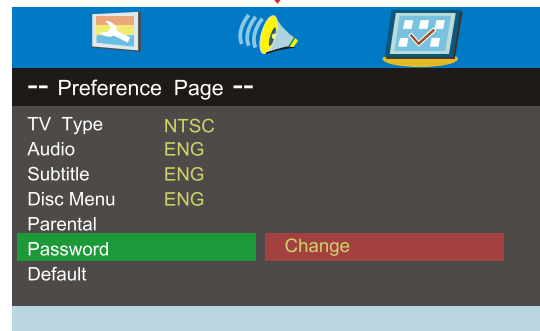 -- Preference Page --
TV Type NTSC
Audio ENG
Subtitle ENG
Disc Menu ENG
Parental
Password Change
Default